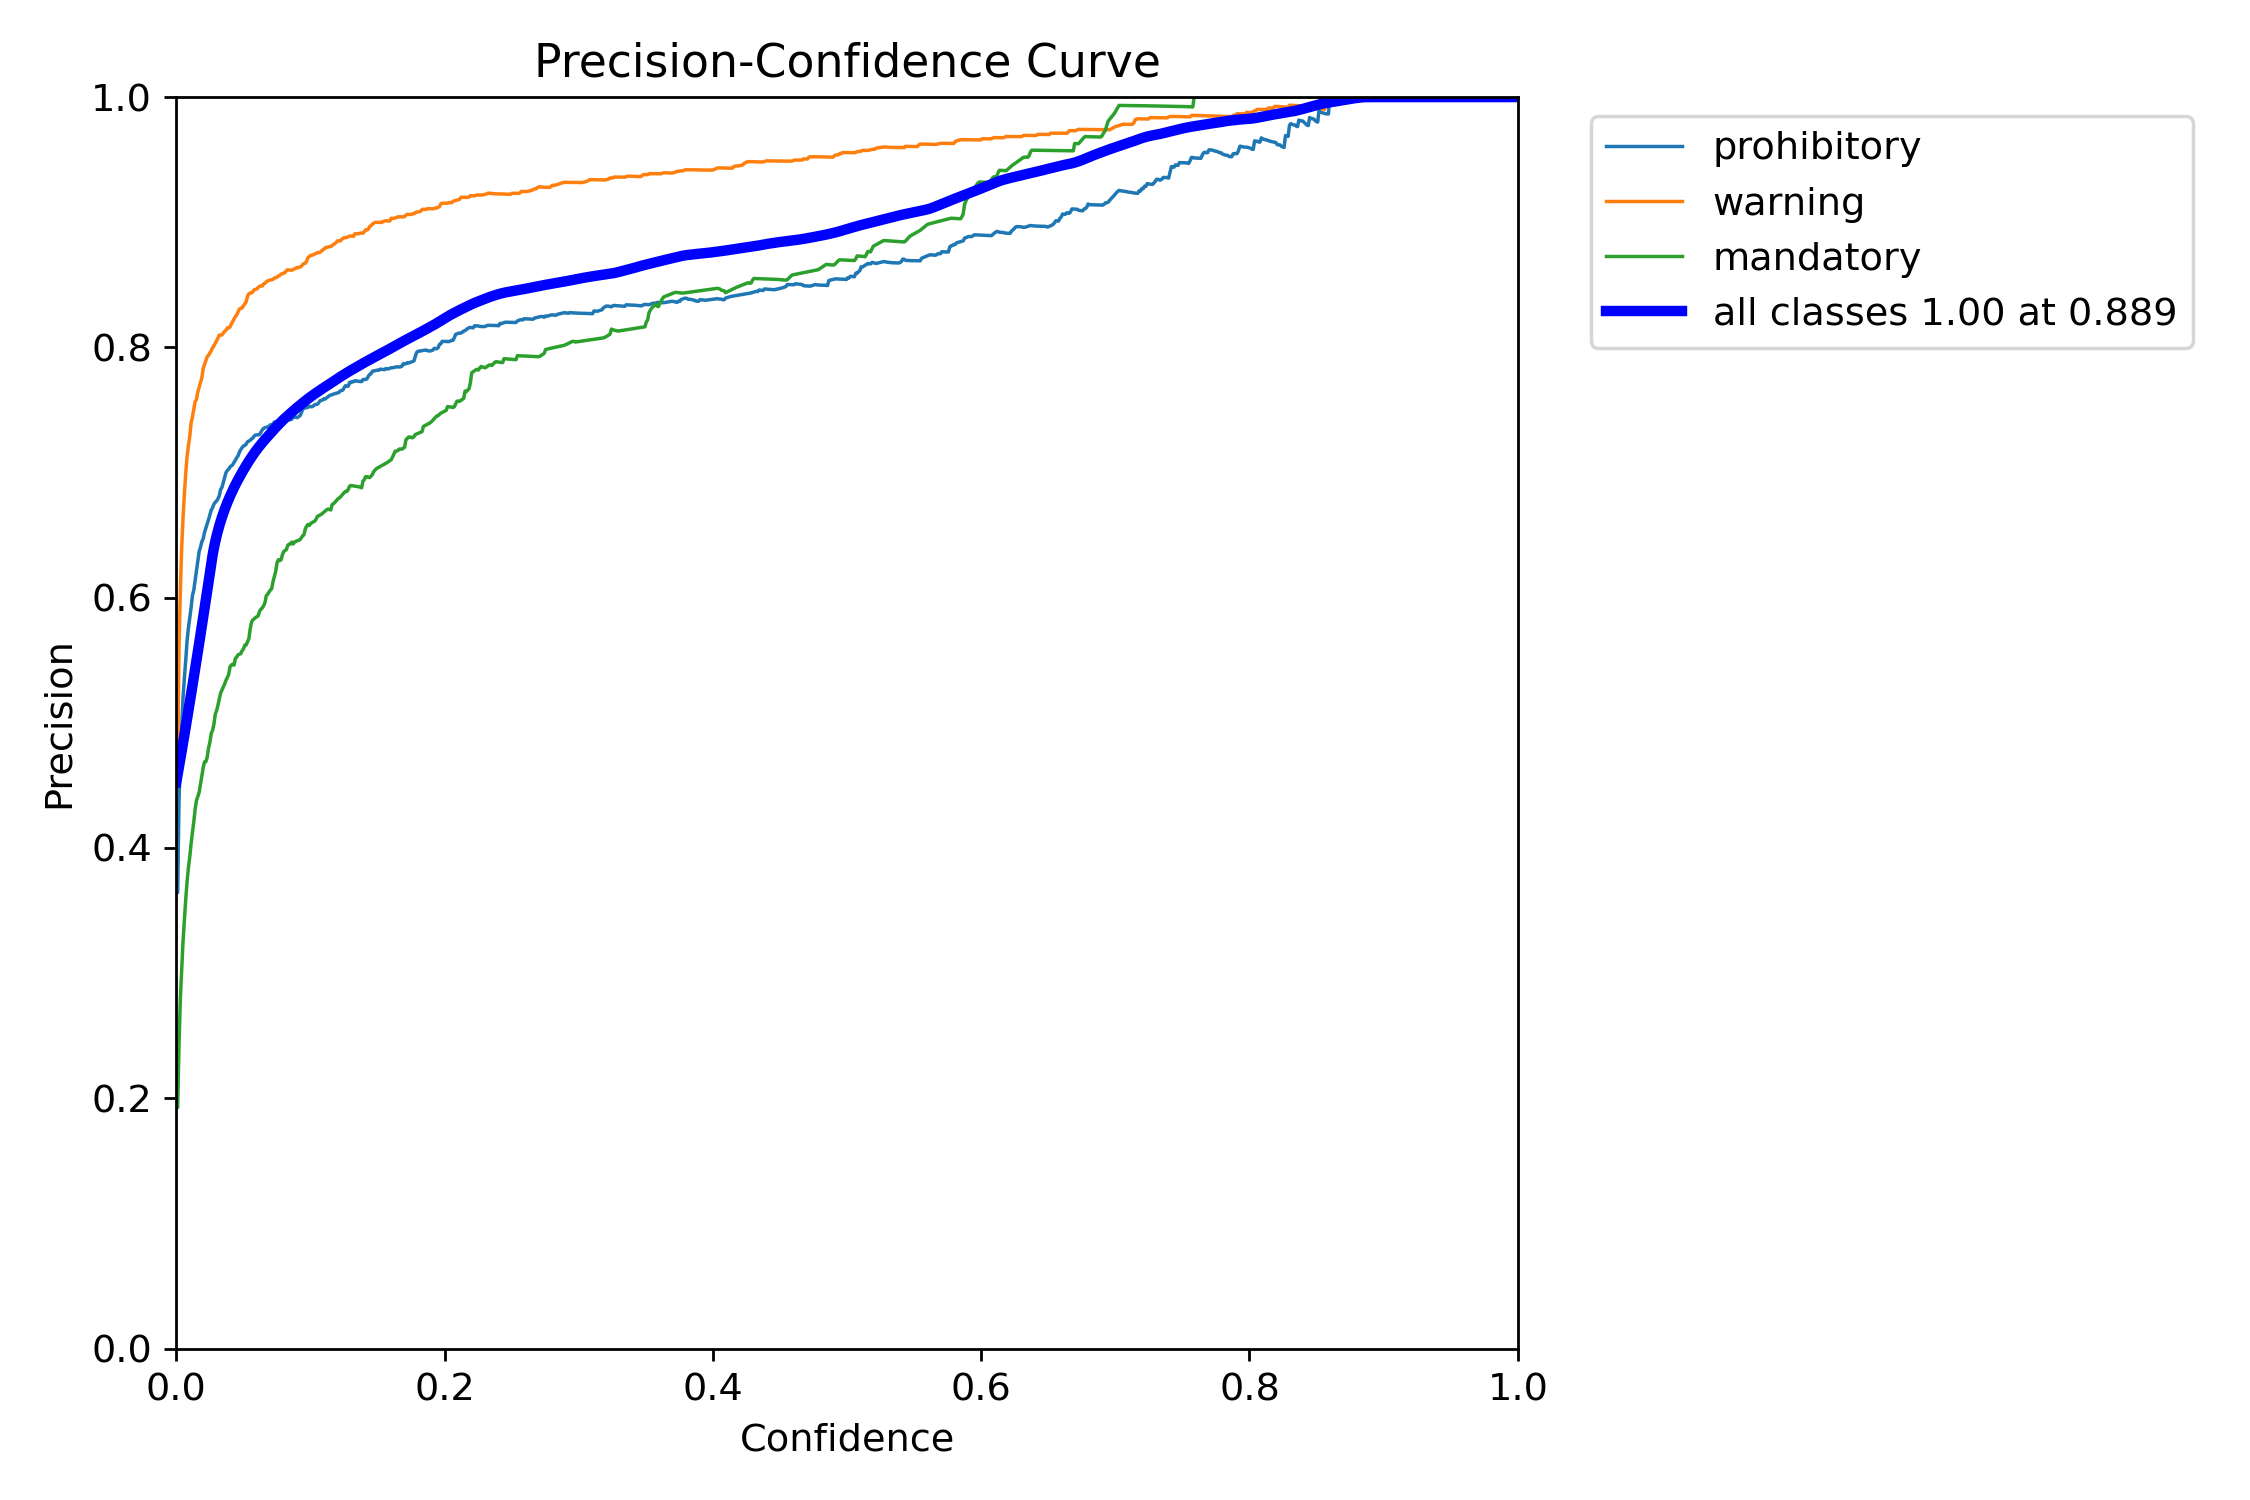 Precision-Confidence Curve
1.0
0.8
0.6
0.4
0.2
0.0
Precision
0.0 0.2 0.4 0.6 0.8 1.0
Confidence
prohibitory
warning
mandatory
all classes 1.00 at 0.889